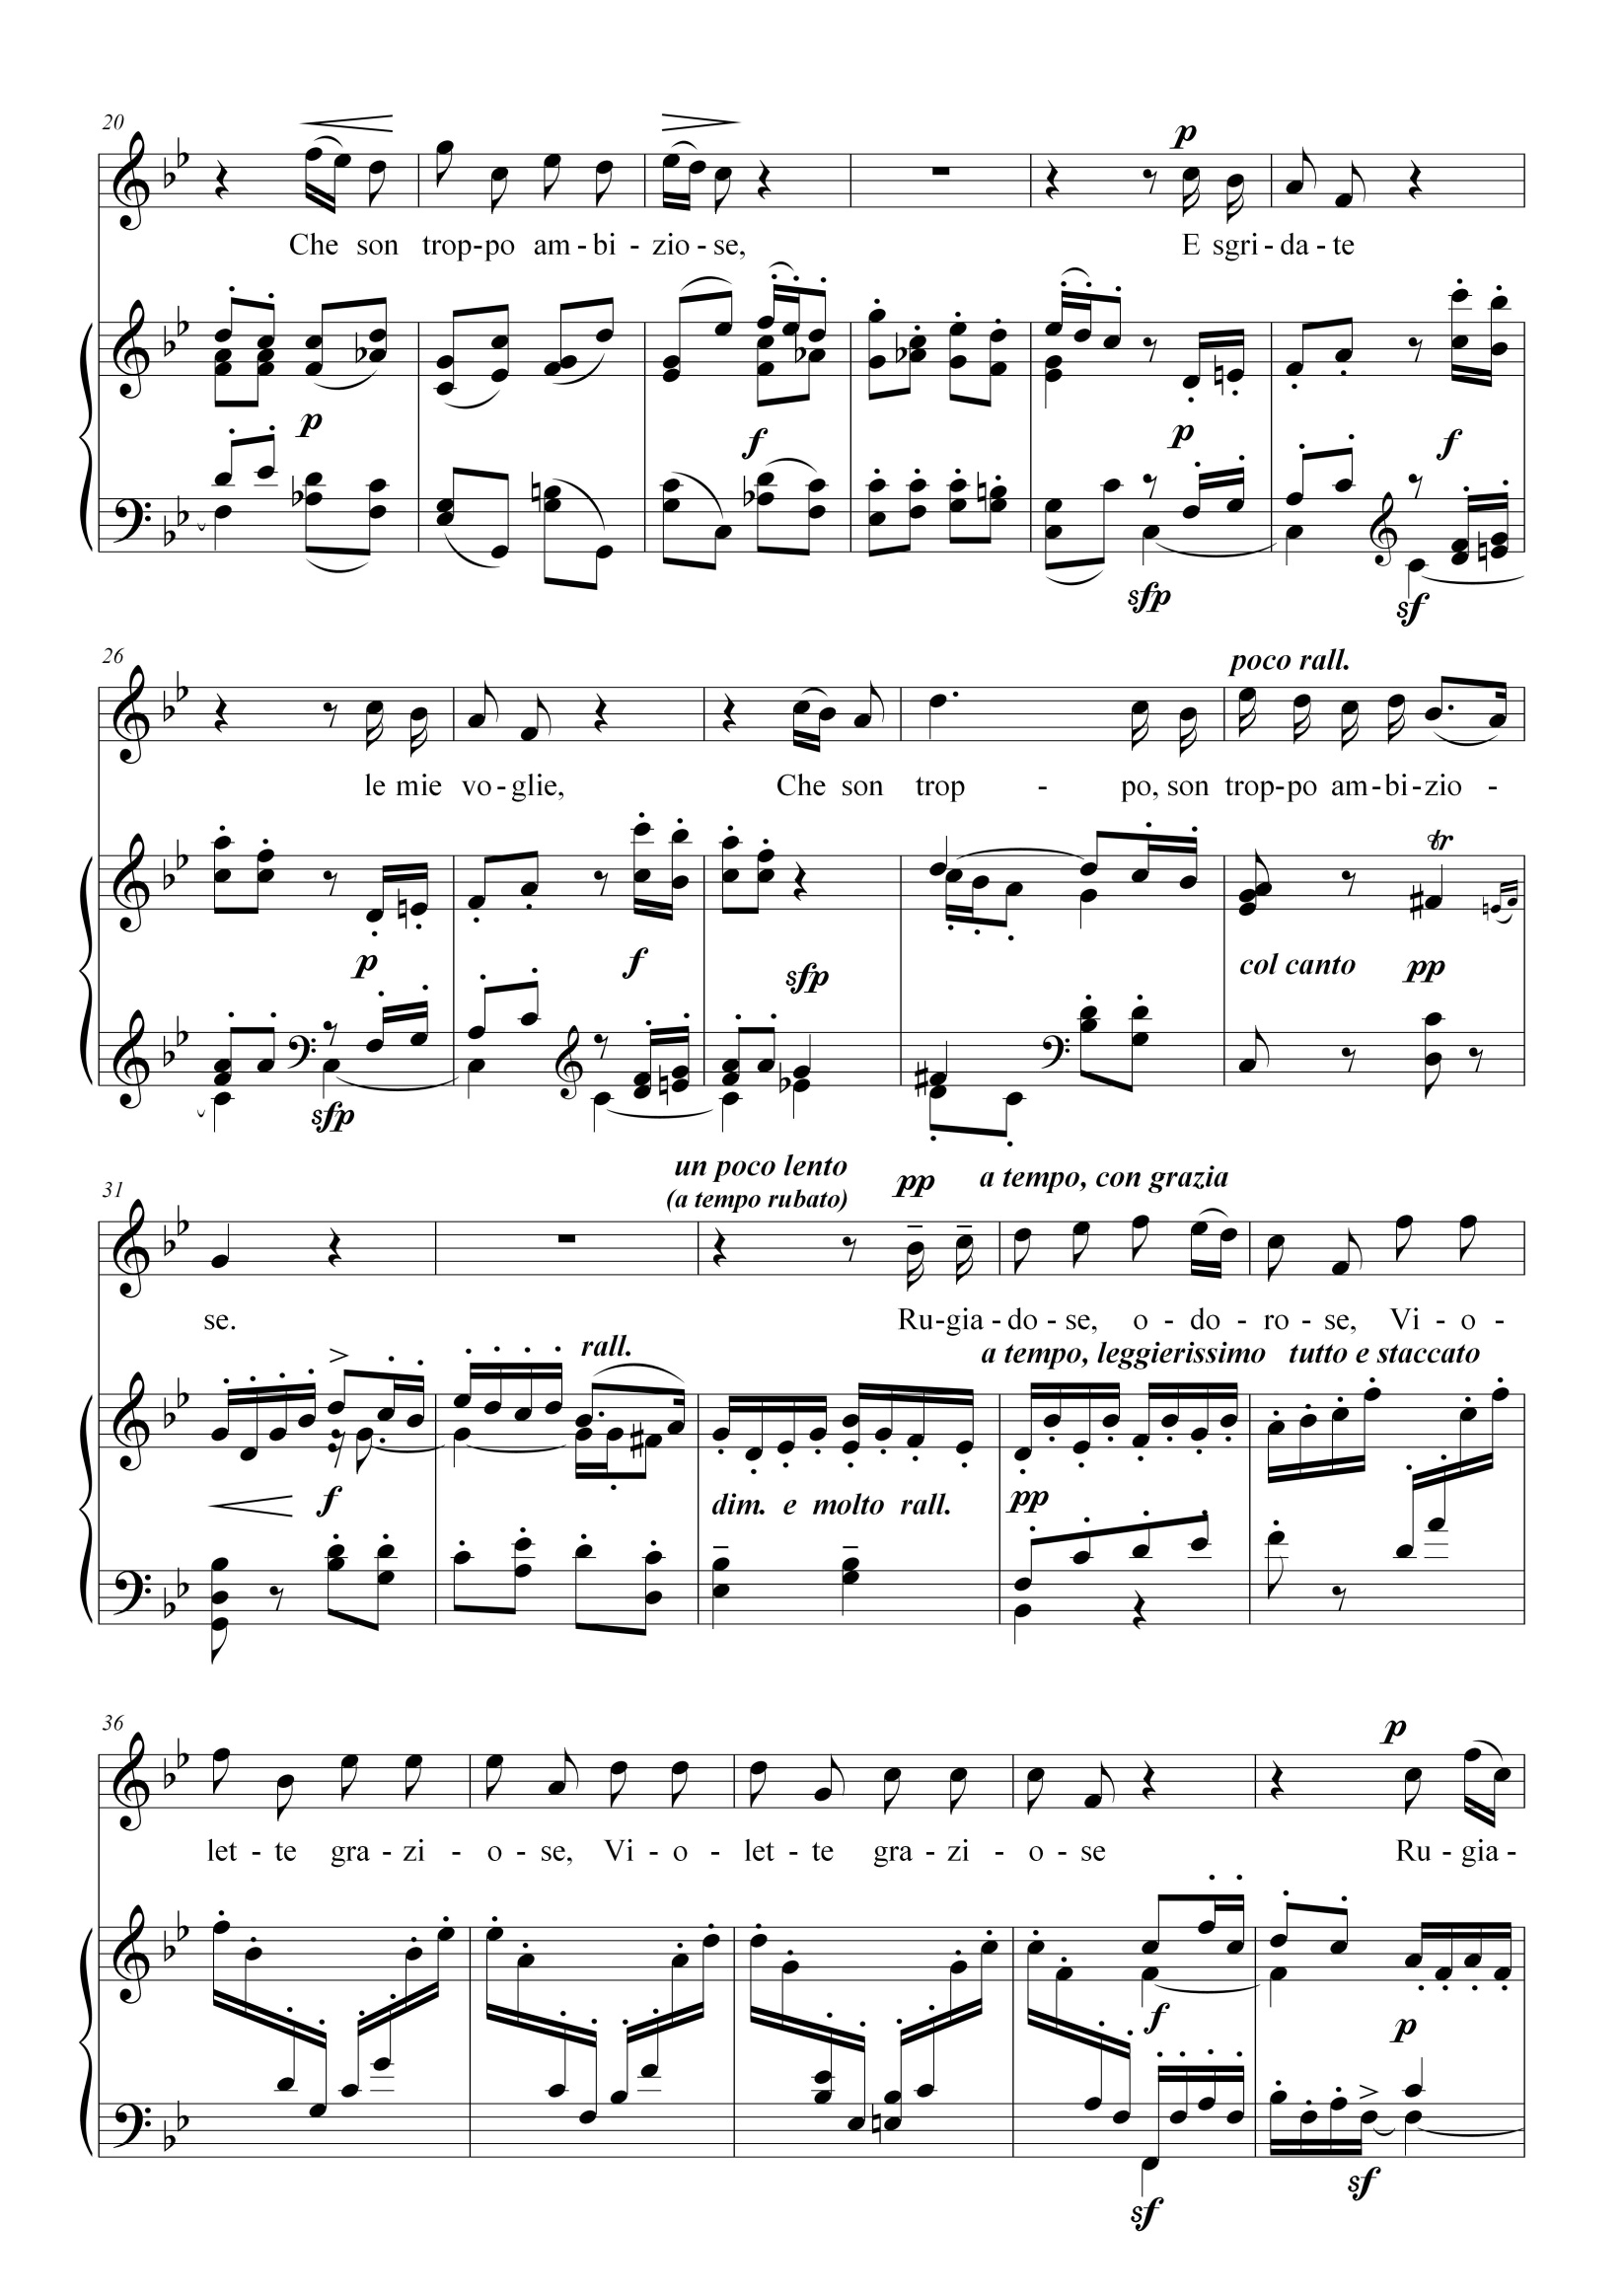 20
p
Che son trop-po am-bi-zio-se, E sgri-da-te
p f p f
sfp sf
26
poco rall.
le mie vo-glie, Che son trop-po, son trop-po am-bi-zio-
tr
p f sfp col canto pp
sfp
31
un poco lento
(a tempo rubato)
pp
a tempo, con grazia
se. Ru-gia-do-se, o-do-ro-se, Vi-o-
rall.
a tempo, leggierissimo tutto e staccato
f dim. e molto rall. pp
36
p
let-te gra-zi-o-se, Vi-o-let-te gra-zi-o-se Ru-gia-
f p
sf sf